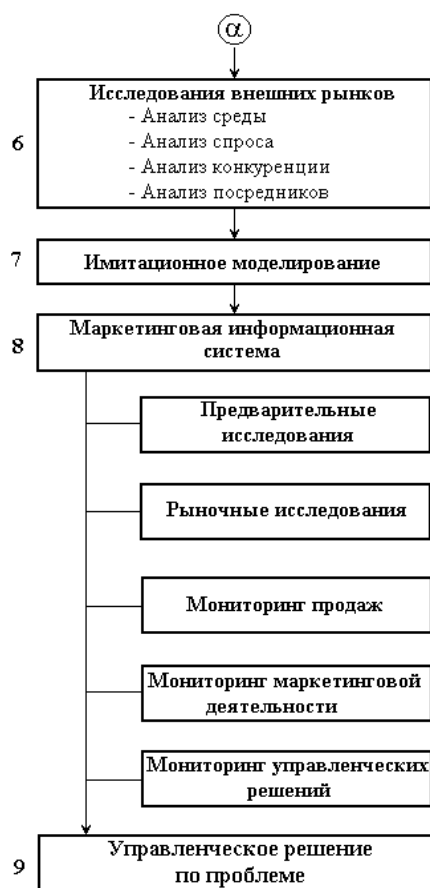 α
6
Исследования внешних рынков
- Анализ среды
- Анализ спроса
- Анализ конкуренции
- Анализ посредников
7
Имитационное моделирование
8
Маркетинговая информационная
система
Предварительные
исследования
Рыночные исследования
Мониторинг продаж
Мониторинг маркетинговой
деятельности
Мониторинг управленческих
решений
9
Управленческое решение
по проблеме